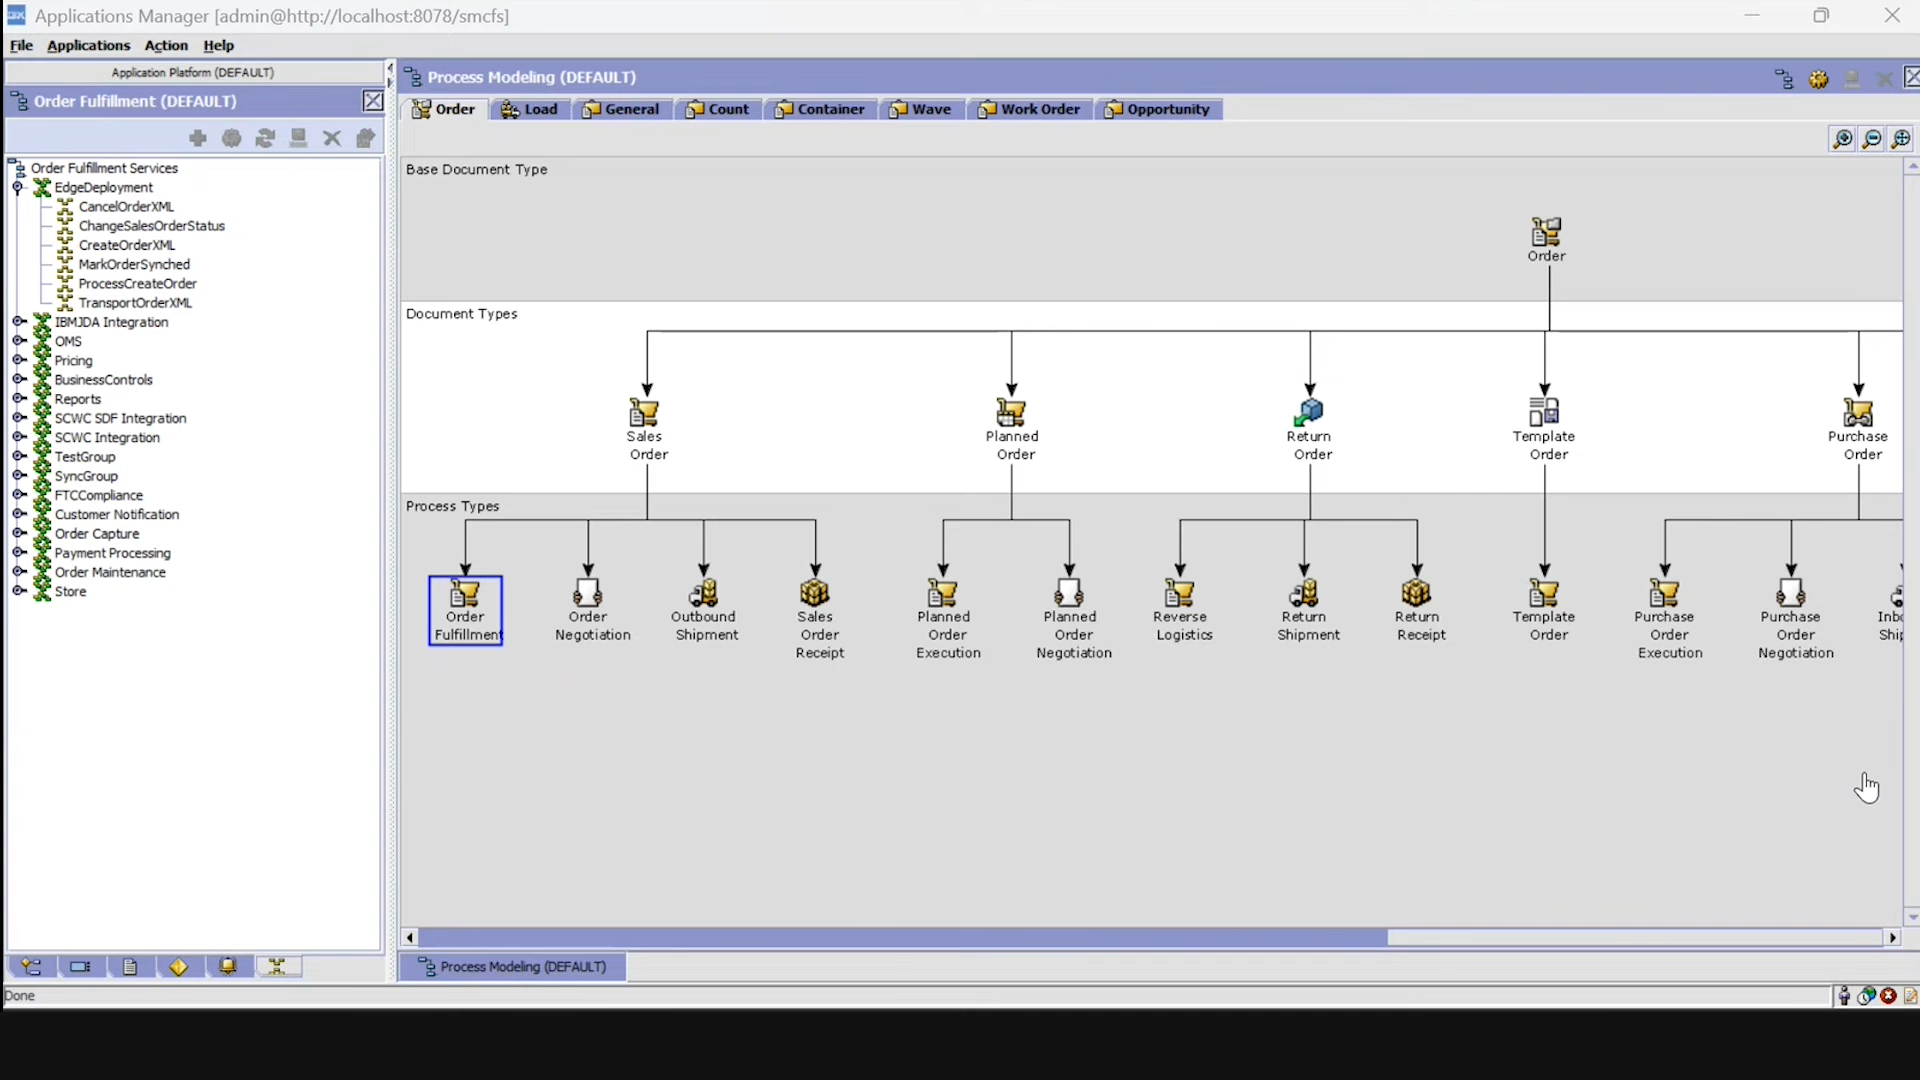 Applications Manager [admin@http://localhost:8078/smcfs]
File Applications Action Help
Application Platform (DEFAULT)
Order Fulfillment (DEFAULT)
Order Fulfillment Services
EdgeDeployment
CancelOrderXML
ChangeSalesOrderStatus
CreateOrderXML
MarkOrderSynched
ProcessCreateOrder
TransportOrderXML
IBMJDA Integration
OMS
Pricing
BusinessControls
Reports
SCWC SDF Integration
SCWC Integration
TestGroup
SyncGroup
FTCCompliance
Customer Notification
Order Capture
Payment Processing
Order Maintenance
Store
Process Modeling (DEFAULT)
Order Load General Count Container Wave Work Order Opportunity
Base Document Type
Order
Document Types
Sales
Order
Planned
Order
Return
Order
Template
Order
Purchase
Order
Process Types
Order
Fulfillment
Order
Negotiation
Outbound
Shipment
Sales
Order
Receipt
Planned
Order
Execution
Planned
Order
Negotiation
Reverse
Logistics
Return
Shipment
Return
Receipt
Template
Order
Purchase
Order
Execution
Purchase
Order
Negotiation
Inbo
Ship
Process Modeling (DEFAULT)
Done